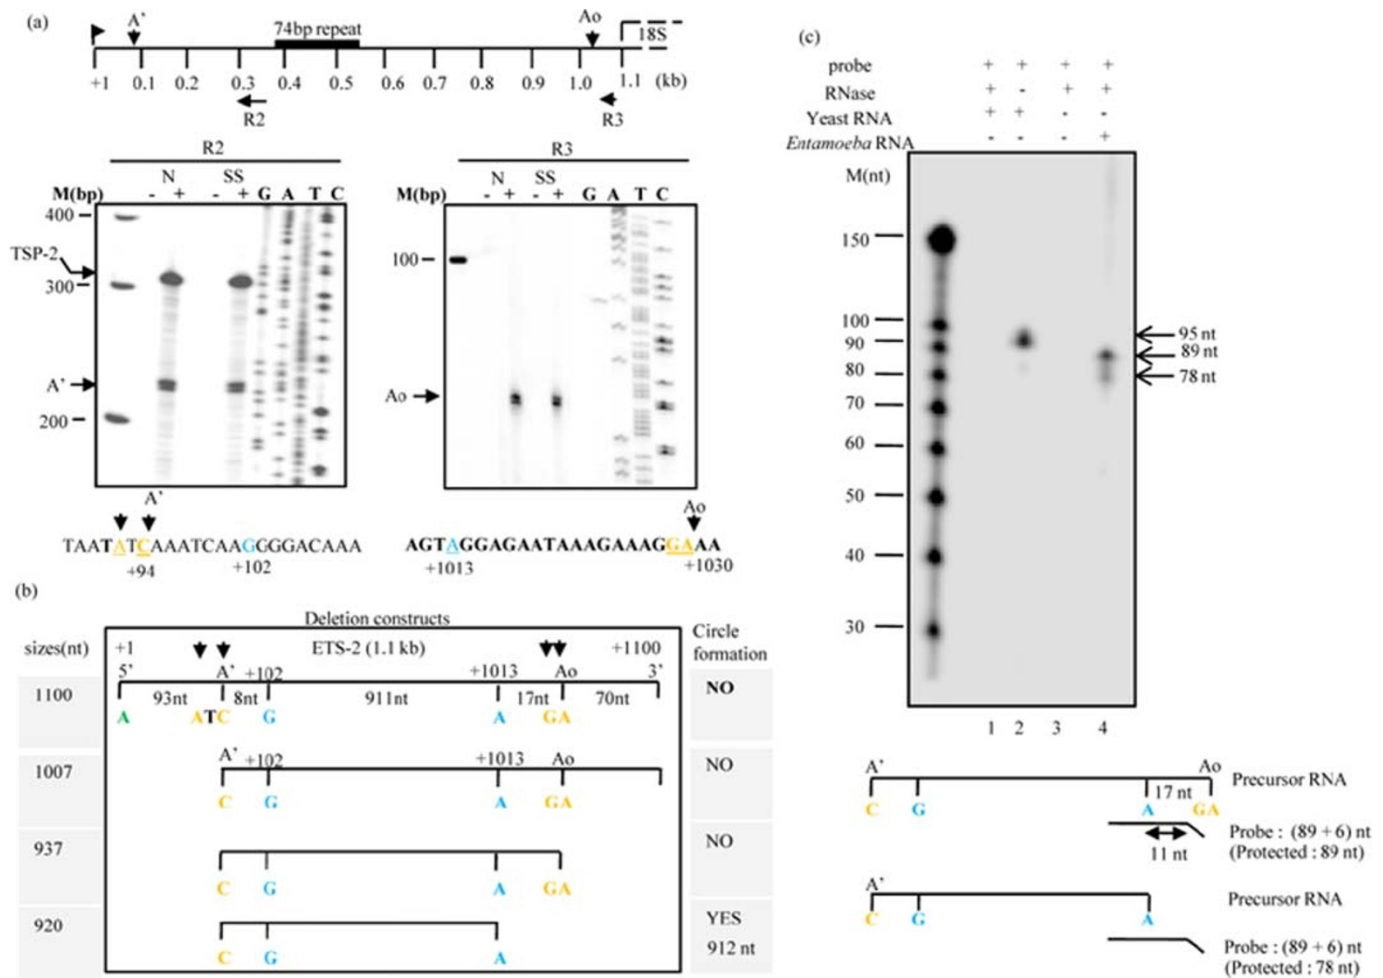 (a)
A' 74bp repeat Ao 18S
+1 0.1 0.2 0.3 0.4 0.5 0.6 0.7 0.8 0.9 1.0 1.1 (kb)
R2 R3
R2
N SS
M(bp) - + - + G A T C
400
TSP-2
300
A'
200
A'
TAATATCAAATCAAGGGGACAAA
+94 +102
R3
N SS
M(bp) - + - + G A T C
100
Ao
Ao
AGTAGGAGAATAAAGAAAGGAAA
+1013 +1030
(b)
Deletion constructs
sizes(nt) +1 ETS-2 (1.1 kb) +1100 Circle formation
5' A' +102 +1013 Ao 3'
1100 93nt 8nt 911nt 17nt 70nt NO
A ATC G A GA
A' +102 +1013 Ao
1007 NO
C G A GA
937 NO
C G A GA
920 YES
912 nt
C G A
(c)
probe + + + +
RNase + - + +
Yeast RNA + + - -
Entamoeba RNA - - - +
M(nt)
150
100
95 nt
90
89 nt
80
78 nt
70
60
50
40
30
1 2 3 4
A' Ao
Precursor RNA
17 nt
C G A GA
Probe : (89 + 6) nt
11 nt
(Protected : 89 nt)
A'
Precursor RNA
C G A
Probe : (89 + 6) nt
(Protected : 78 nt)